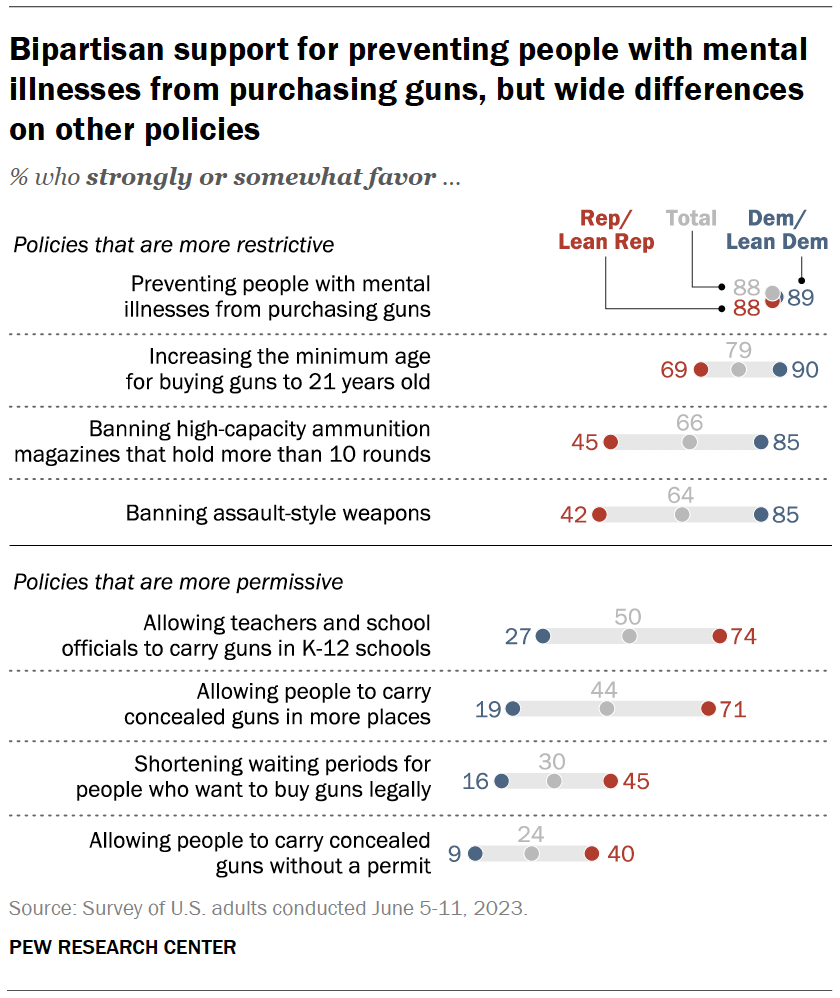 Bipartisan support for preventing people with mental
illnesses from purchasing guns, but wide differences
on other policies
% who strongly or somewhat favor ...
Rep/
Lean Rep
Total
Dem/
Lean Dem
Policies that are more restrictive
Preventing people with mental
illnesses from purchasing guns
88
88
89
Increasing the minimum age
for buying guns to 21 years old
69
79
90
Banning high-capacity ammunition
magazines that hold more than 10 rounds
45
66
85
Banning assault-style weapons
42
64
85
Policies that are more permissive
Allowing teachers and school
officials to carry guns in K-12 schools
27
50
74
Allowing people to carry
concealed guns in more places
19
44
71
Shortening waiting periods for
people who want to buy guns legally
16
30
45
Allowing people to carry concealed
guns without a permit
9
24
40
Source: Survey of U.S. adults conducted June 5-11, 2023.
PEW RESEARCH CENTER